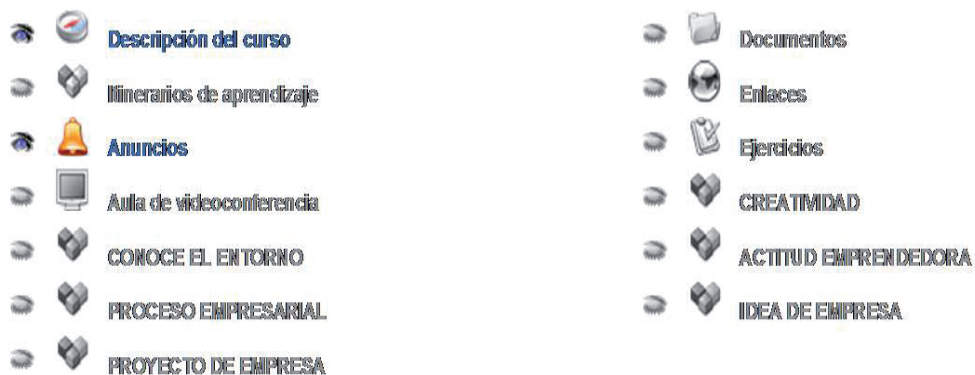 Descripción del curso
Documentos
Itinerarios de aprendizaje
Enlaces
Anuncios
Ejercicios
Aula de videoconferencia
CREATIVIDAD
CONOCE EL ENTORNO
ACTITUD EMPRENDEDORA
PROCESO EMPRESARIAL
IDEA DE EMPRESA
PROYECTO DE EMPRESA